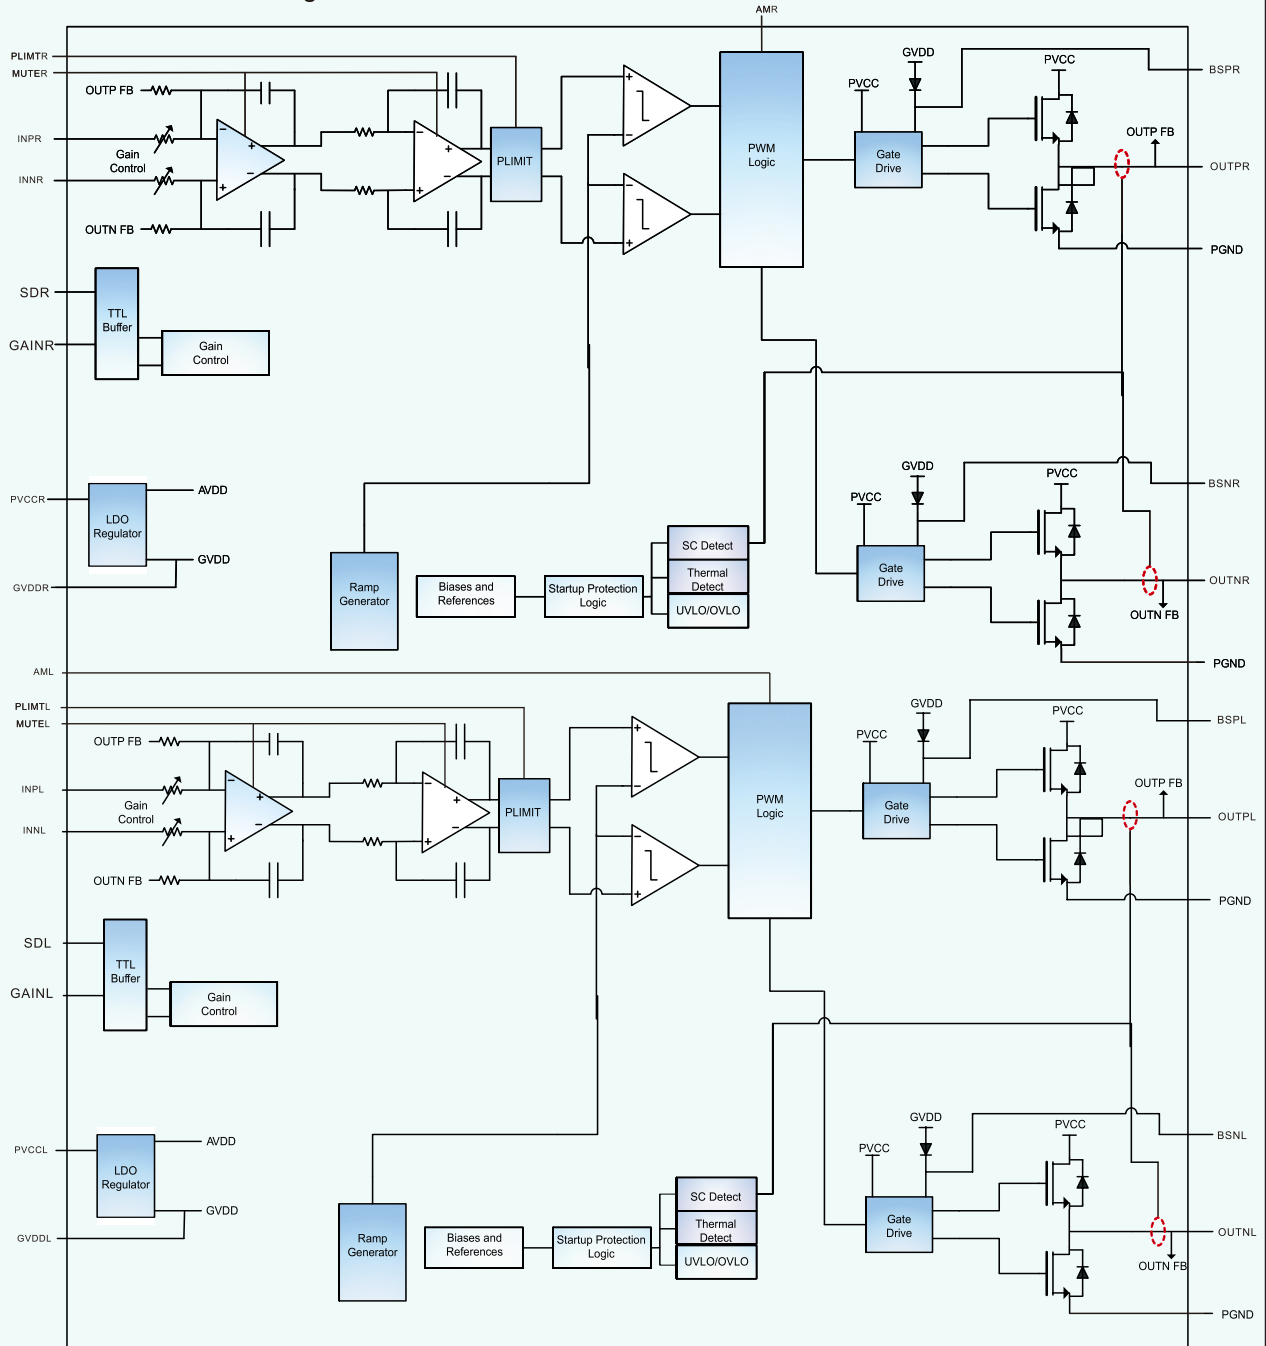 AMR
PLIMTR
MUTER
OUTP FB
INPR
Gain
Control
INNR
OUTN FB
PLIMIT
PWM
Logic
GVDD
PVCC
PVCC
BSPR
Gate
Drive
OUTP FB
OUTPR
PGND
SDR
TTL
Buffer
GAINR
Gain
Control
PVCCR
LDO
Regulator
AVDD
GVDD
GVDDR
Ramp
Generator
Biases and
References
Startup Protection
Logic
SC Detect
Thermal
Detect
UVLO/OVLO
GVDD
PVCC
PVCC
BSNR
Gate
Drive
OUTNR
OUTN FB
PGND
AML
PLIMTL
MUTEL
OUTP FB
INPL
Gain
Control
INNL
OUTN FB
PLIMIT
PWM
Logic
GVDD
PVCC
PVCC
BSPL
Gate
Drive
OUTP FB
OUTPL
PGND
SDL
TTL
Buffer
GAINL
Gain
Control
PVCCL
LDO
Regulator
AVDD
GVDD
GVDDL
Ramp
Generator
Biases and
References
Startup Protection
Logic
SC Detect
Thermal
Detect
UVLO/OVLO
GVDD
PVCC
PVCC
BSNL
Gate
Drive
OUTNL
OUTN FB
PGND